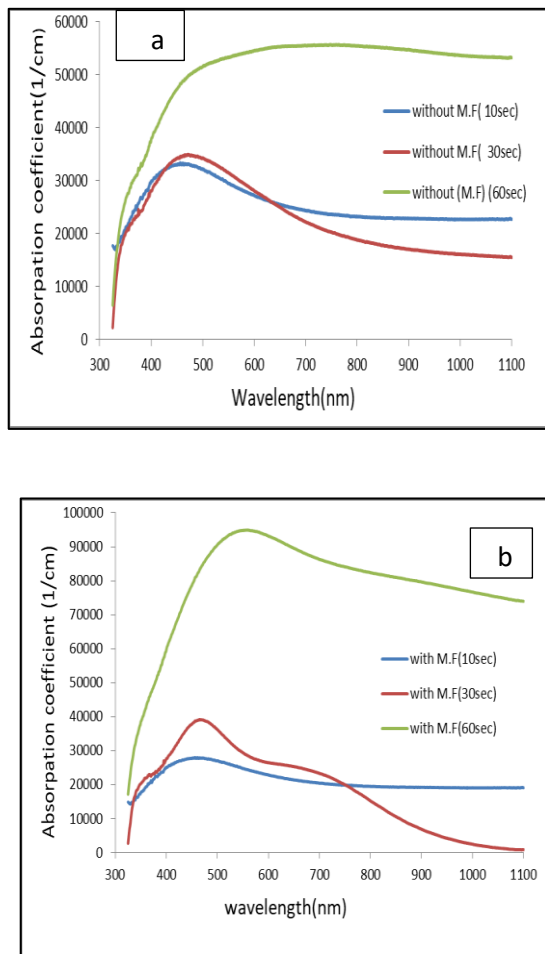 a
60000
50000
40000
30000
20000
10000
0
Absorpation coefficient(1/cm)
without M.F( 10sec)
without M.F( 30sec)
without (M.F) (60sec)
300 400 500 600 700 800 900 1000 1100
Wavelength(nm)
b
100000
90000
80000
70000
60000
50000
40000
30000
20000
10000
0
Absorpation coefficient (1/cm)
with M.F(10sec)
with M.F(30sec)
with M.F(60sec)
300 400 500 600 700 800 900 1000 1100
wavelength(nm)